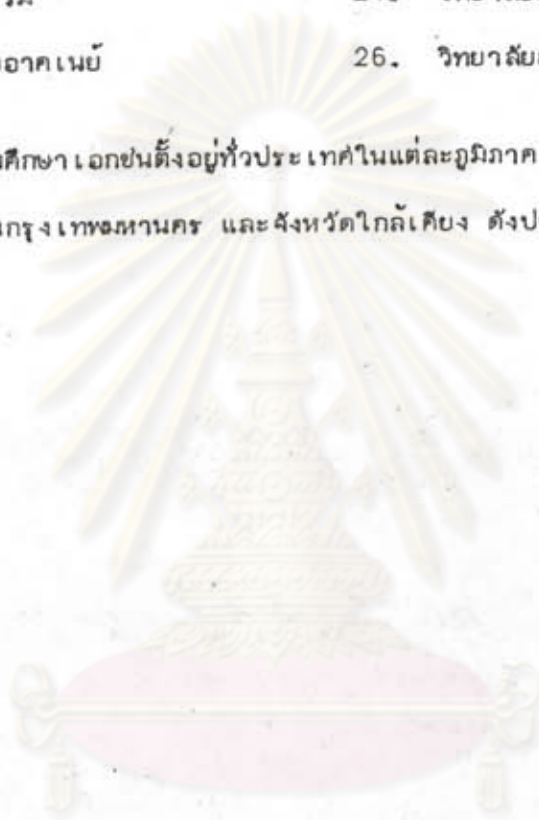 อาคเนย์ 26. วิทยาลัย
ศึกษาเอกชนตั้งอยู่ทั่วประเทศในแต่ละภูมิภาค
กรุงเทพมหานคร และจังหวัดใกล้เคียง ดังป